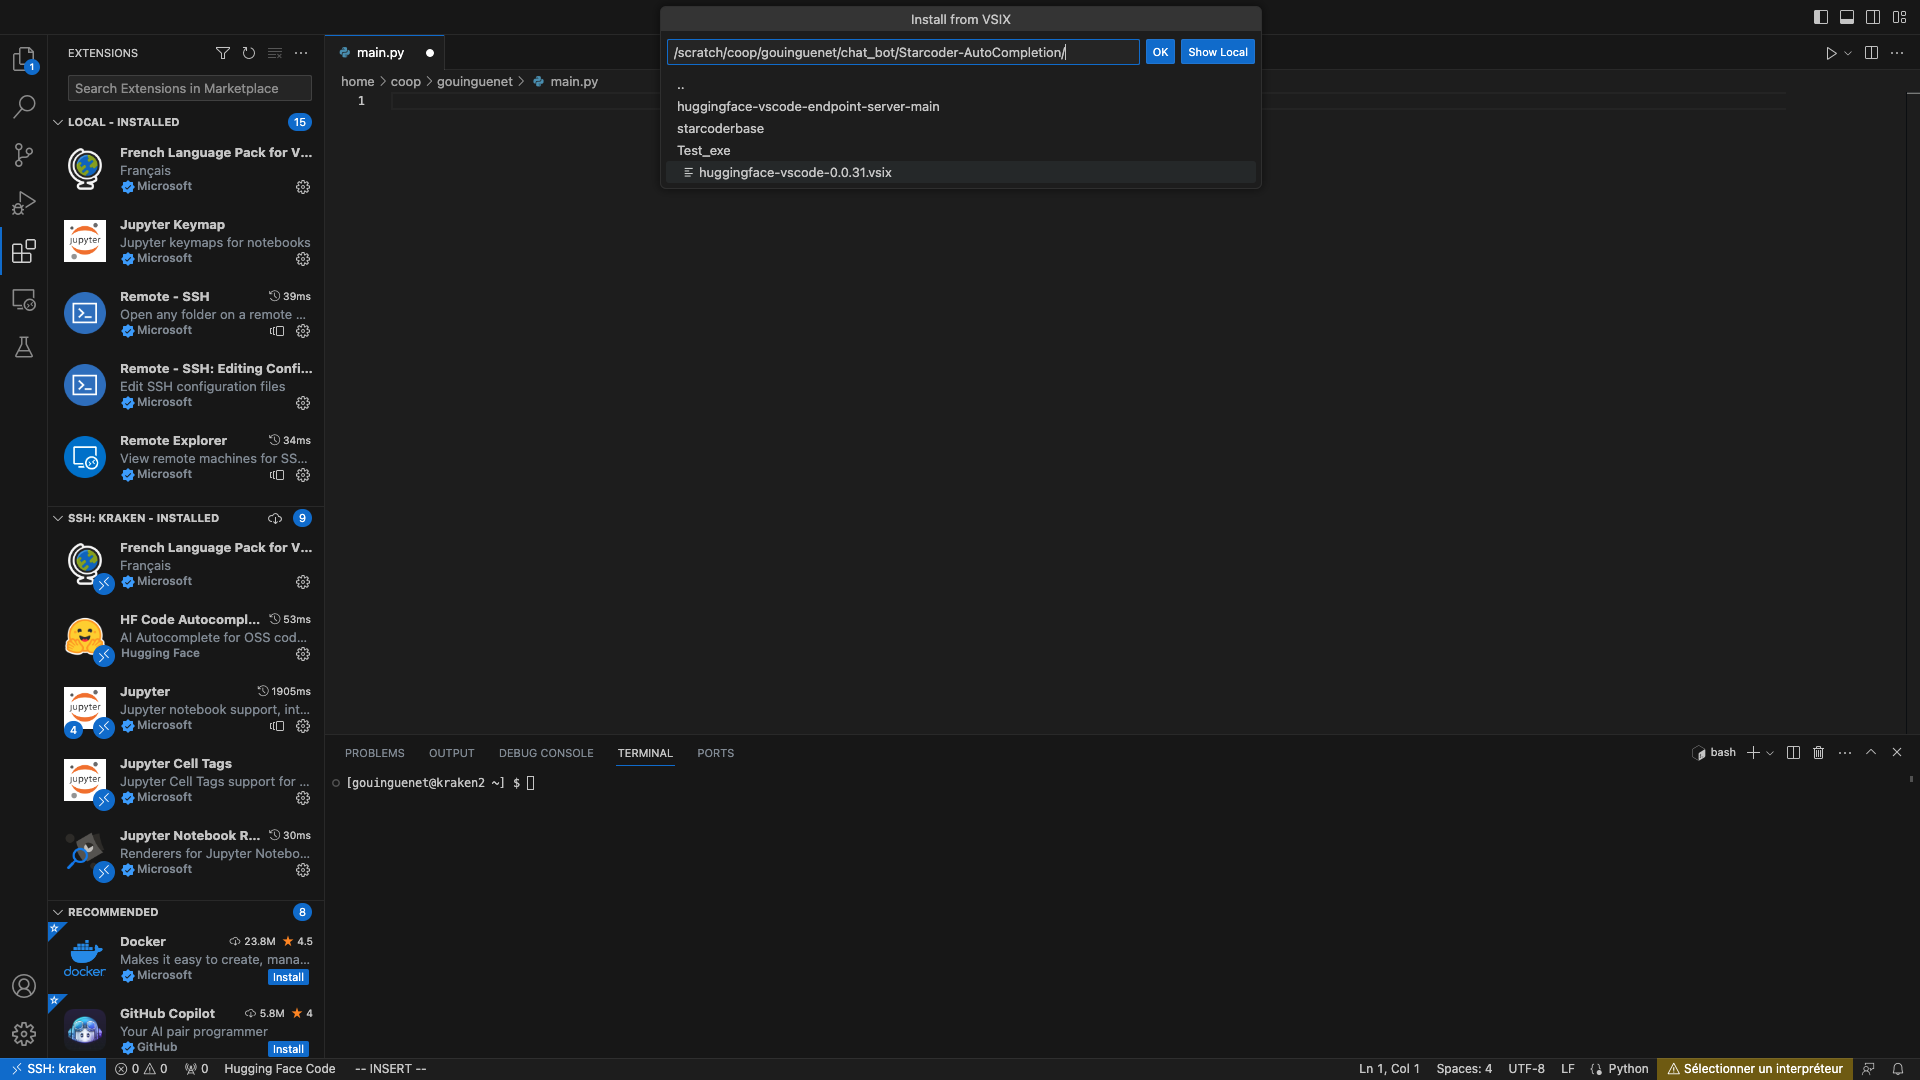 Install from VSIX
/scratch/coop/gouinguenet/chat_bot/Starcoder-AutoCompletion/
OK
Show Local
..
huggingface-vscode-endpoint-server-main
starcoderbase
Test_exe
huggingface-vscode-0.0.31.vsix
1
EXTENSIONS
Search Extensions in Marketplace
LOCAL - INSTALLED 15
French Language Pack for V...
Français
Microsoft
jupyter
Jupyter Keymap
Jupyter keymaps for notebooks
Microsoft
Remote - SSH 39ms
Open any folder on a remote ...
Microsoft
Remote - SSH: Editing Confi...
Edit SSH configuration files
Microsoft
Remote Explorer 34ms
View remote machines for SS...
Microsoft
SSH: KRAKEN - INSTALLED 9
French Language Pack for V...
Français
Microsoft
HF Code Autocompl... 53ms
AI Autocomplete for OSS cod...
Hugging Face
jupyter
4
Jupyter 1905ms
Jupyter notebook support, int...
Microsoft
jupyter
Jupyter Cell Tags
Jupyter Cell Tags support for ...
Microsoft
Jupyter Notebook R... 30ms
Renderers for Jupyter Notebo...
Microsoft
RECOMMENDED 8
docker
Docker 23.8M 4.5
Makes it easy to create, mana...
Microsoft Install
GitHub Copilot 5.8M 4
Your AI pair programmer
GitHub Install
main.py
home > coop > gouinguenet > main.py
1
PROBLEMS OUTPUT DEBUG CONSOLE TERMINAL PORTS
bash
[gouinguenet@kraken2 ~] $
SSH: kraken 0 0 0 Hugging Face Code -- INSERT --
Ln 1, Col 1 Spaces: 4 UTF-8 LF Python Sélectionner un interpréteur